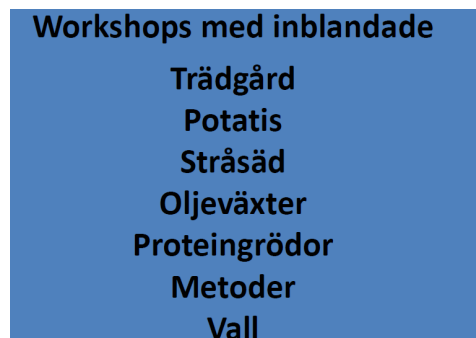 Workshops med inblandade
Trädgård
Potatis
Stråsäd
Oljeväxter
Proteingrödor
Metoder
Vall